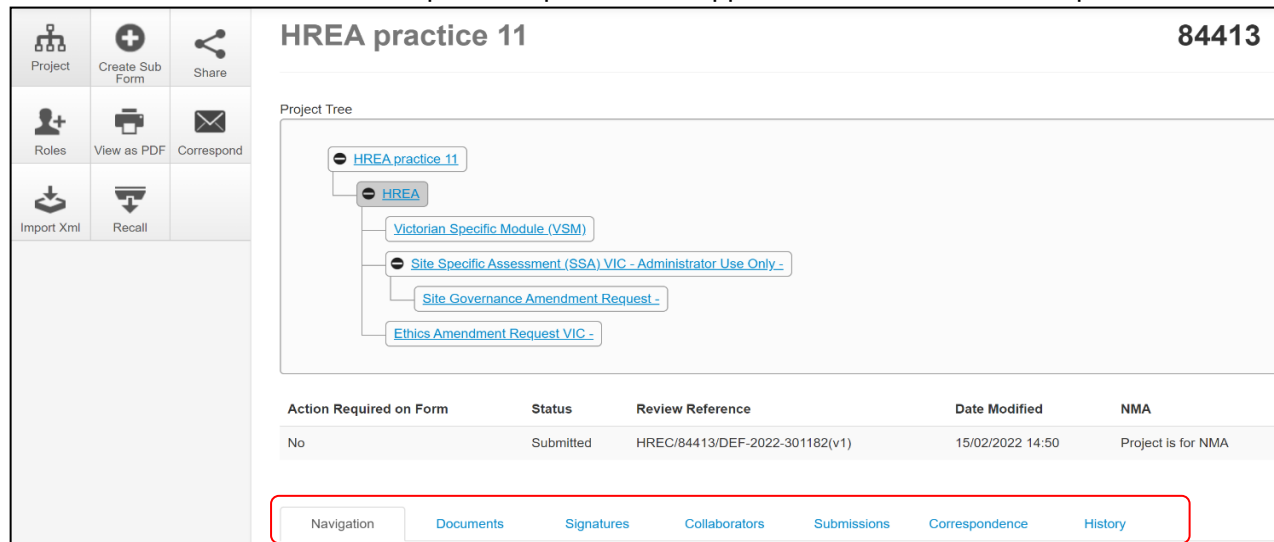 HREA practice 11
84413
Project
Create Sub
Form
Share
Roles
View as PDF
Correspond
Import Xml
Recall
Project Tree
HREA practice 11
HREA
Victorian Specific Module (VSM)
Site Specific Assessment (SSA) VIC - Administrator Use Only -
Site Governance Amendment Request -
Ethics Amendment Request VIC -
Action Required on Form Status Review Reference Date Modified NMA
No Submitted HREC/84413/DEF-2022-301182(v1) 15/02/2022 14:50 Project is for NMA
Navigation Documents Signatures Collaborators Submissions Correspondence History